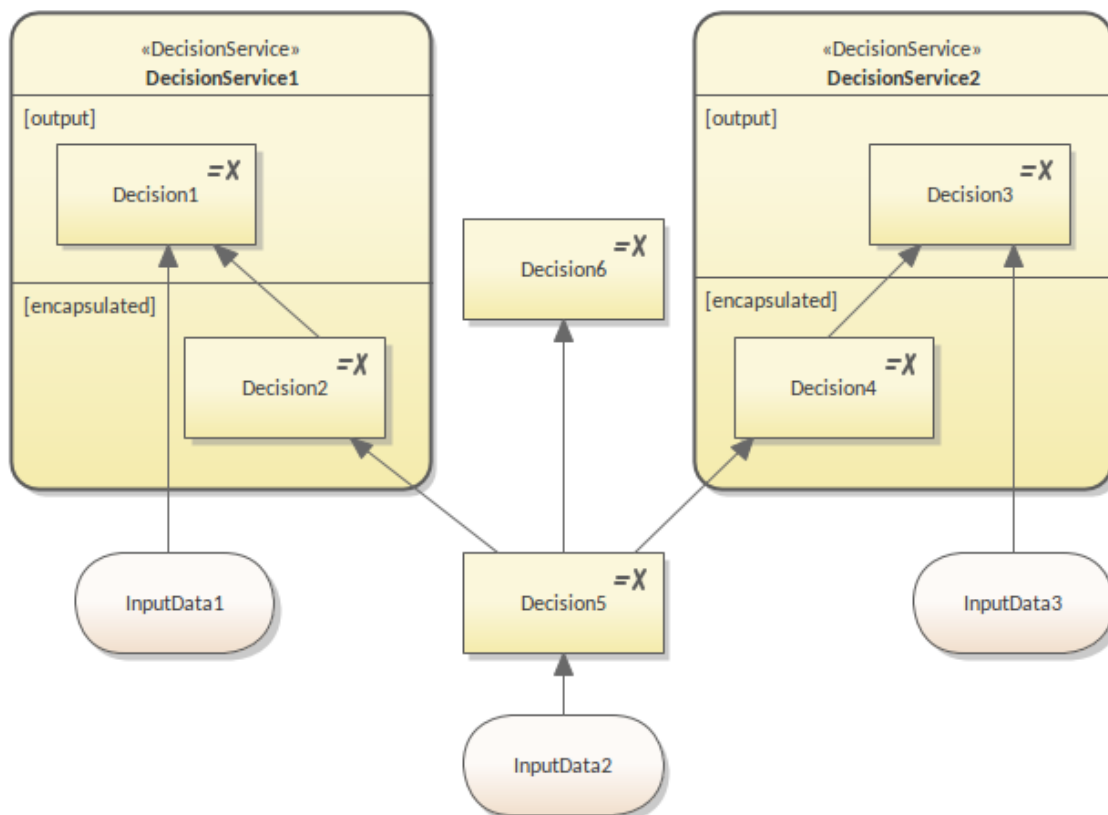 «DecisionService»
DecisionService1
[output]
=X
Decision1
[encapsulated]
=X
Decision2
=X
Decision6
«DecisionService»
DecisionService2
[output]
=X
Decision3
[encapsulated]
=X
Decision4
InputData1
=X
Decision5
InputData3
InputData2